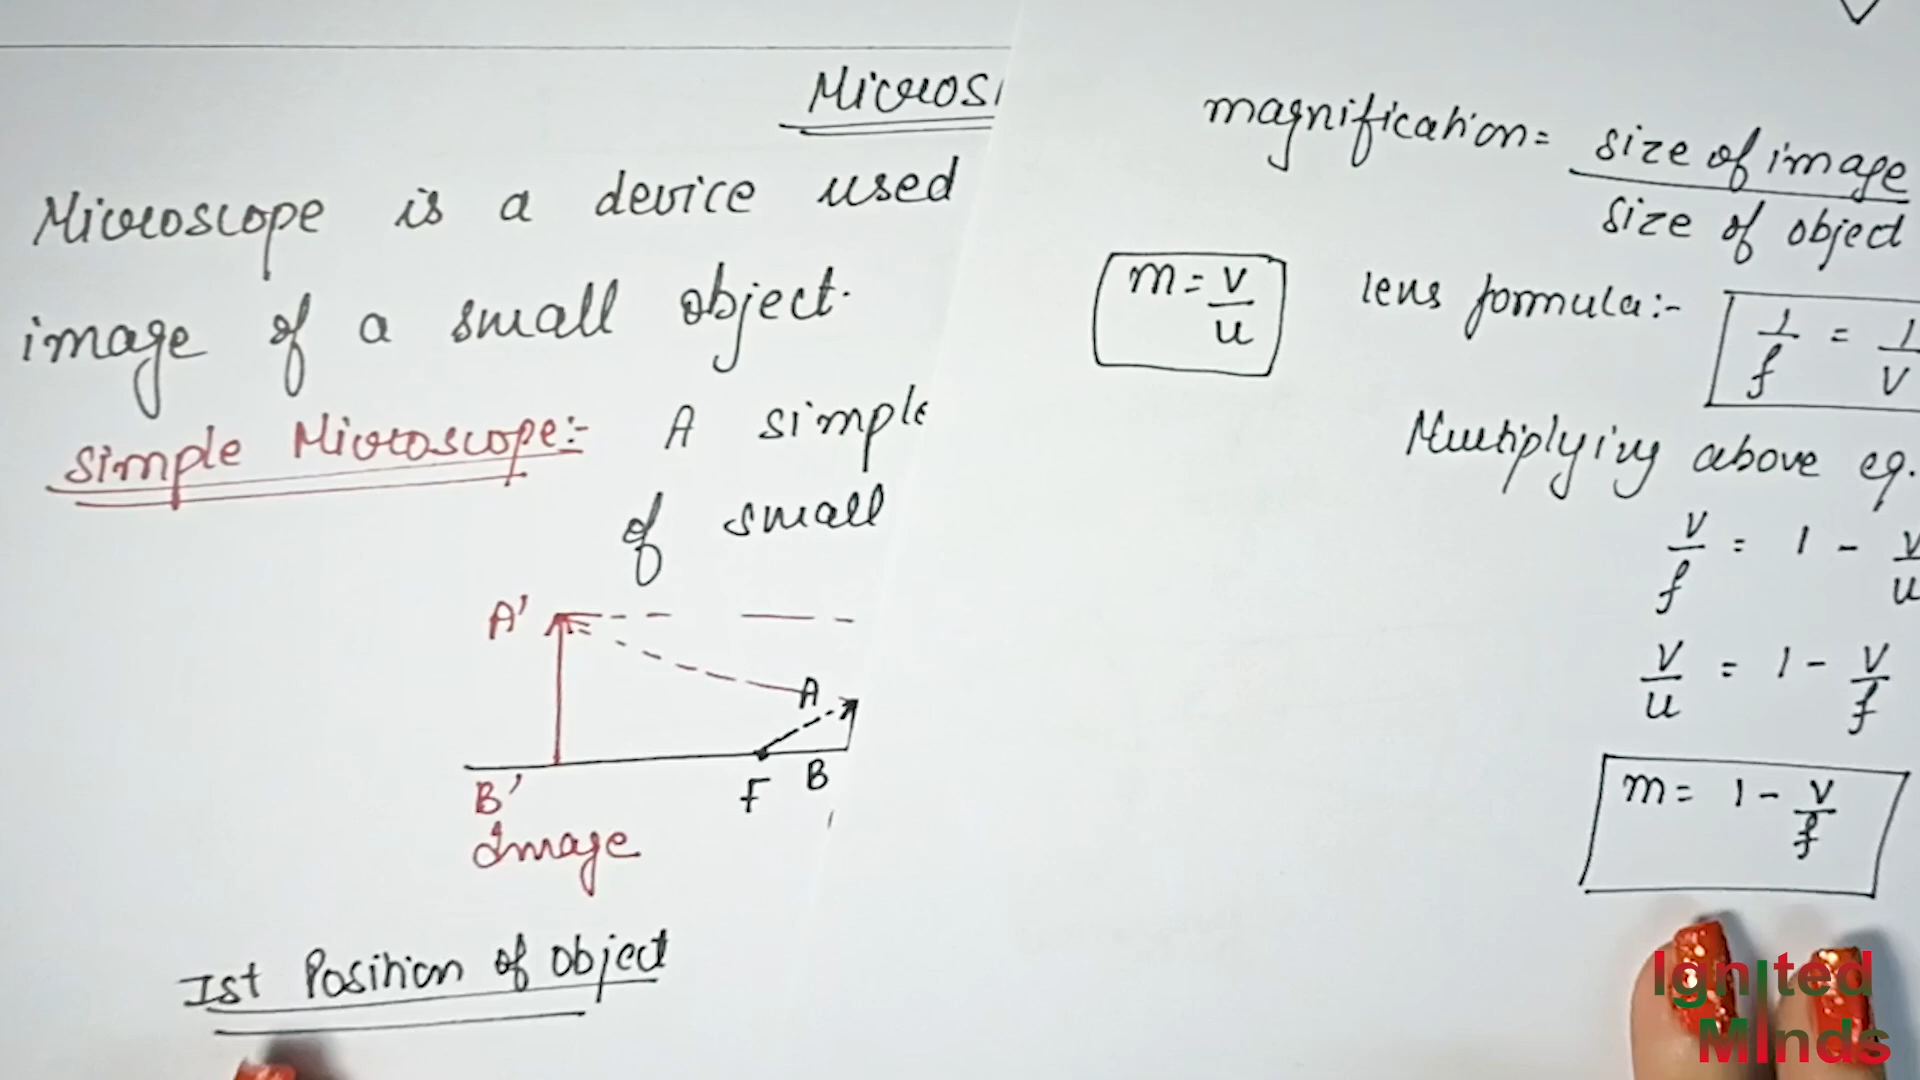 Micros
Microscope is a device used
image of a small object.
Simple Microscope:- A simple
of small
A'
A
B' F B
Image
Ist Position of object
magnification = size of image
size of object
m = v
u
lens formula:- 1 = 1
f v
Multiplying above eq.
v = 1 - v
f u
v = 1 - v
u f
m = 1 - v
f
Ignited
Minds